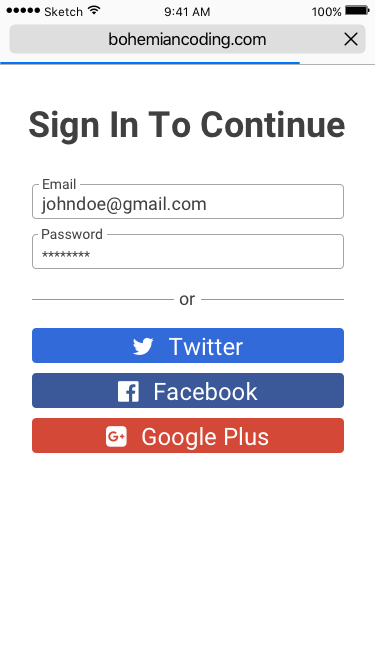 Sketch 9:41 AM 100%
bohemiancoding.com
Sign In To Continue
Email
johndoe@gmail.com
Password
********
or
Twitter
Facebook
Google Plus